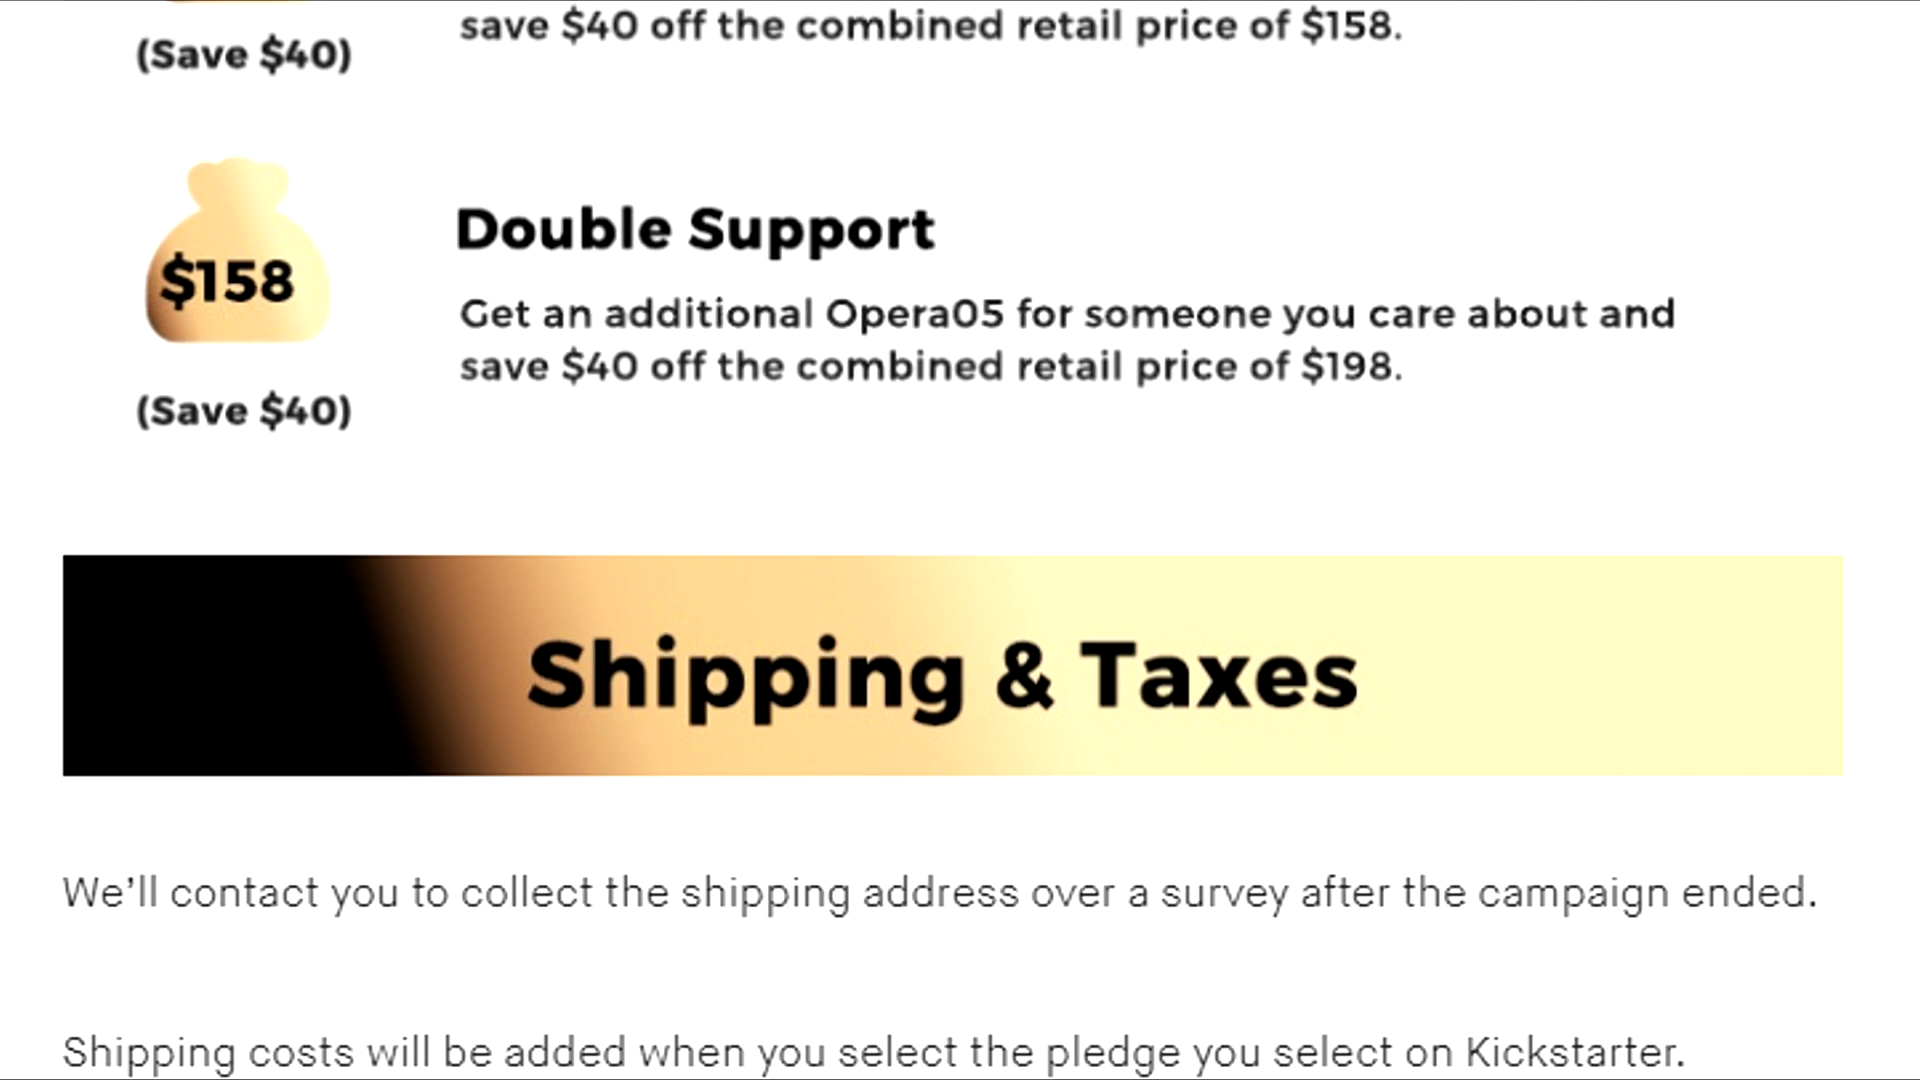 save $40 off the combined retail price of $158.
(Save $40)
$158
Double Support
Get an additional Opera05 for someone you care about and
save $40 off the combined retail price of $198.
(Save $40)
Shipping & Taxes
We'll contact you to collect the shipping address over a survey after the campaign ended.
Shipping costs will be added when you select the pledge you select on Kickstarter.